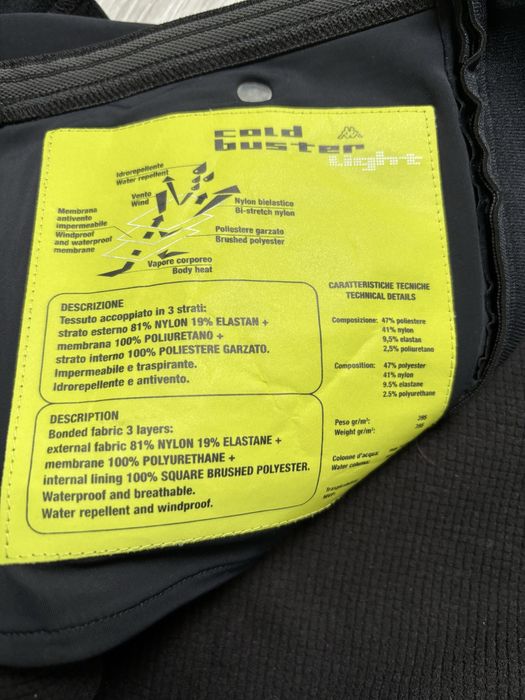 cold
buster
light
Idrorepellente
Water repellent
Vento
Wind
Nylon bielastico
Bi-stretch nylon
Membrana
antivento
impermeabile
Windproof
and waterproof
membrane
Poliestere garzato
Brushed polyester
Vapore corporeo
Body heat
DESCRIZIONE
Tessuto accoppiato in 3 strati:
strato esterno 81% NYLON 19% ELASTAN +
membrana 100% POLIURETANO +
strato interno 100% POLIESTERE GARZATO.
Impermeabile e traspirante.
Idrorepellente e antivento.
DESCRIPTION
Bonded fabric 3 layers:
external fabric 81% NYLON 19% ELASTANE +
membrane 100% POLYURETHANE +
internal lining 100% SQUARE BRUSHED POLYESTER.
Waterproof and breathable.
Water repellent and windproof.
CARATTERISTICHE TECNICHE
TECHNICAL DETAILS
Composizione: 47% poliestere
41% nylon
9,5% elastan
2,5% poliuretano
Composition: 47% polyester
41% nylon
9.5% elastane
2.5% polyurethane
Peso gr/m²: 395
Weight gr/m²: 395
Colonne d'acqua:
Water column: